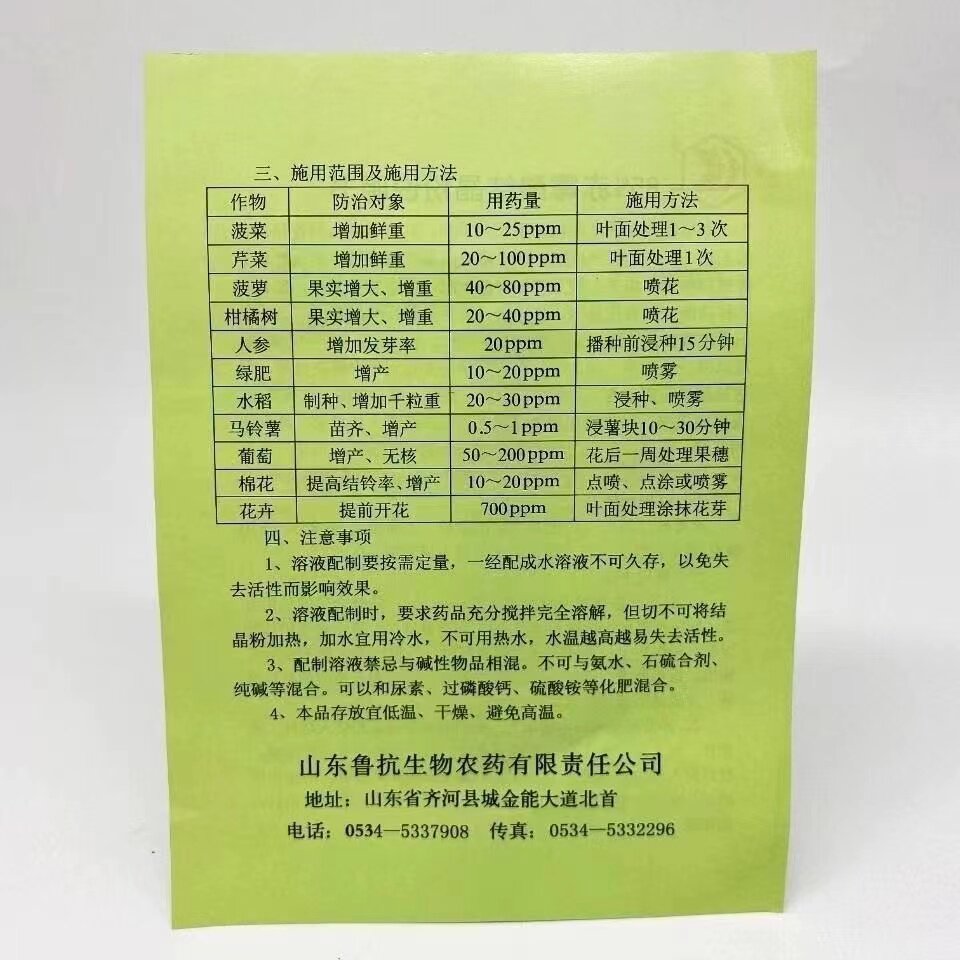 三、施用范围及施用方法
作物 防治对象 用药量 施用方法
菠菜 增加鲜重 10～25ppm 叶面处理1～3次
芹菜 增加鲜重 20～100ppm 叶面处理1次
菠萝 果实增大、增重 40～80ppm 喷花
柑橘树 果实增大、增重 20～40ppm 喷花
人参 增加发芽率 20ppm 播种前浸种15分钟
绿肥 增产 10～20ppm 喷雾
水稻 制种、增加千粒重 20～30ppm 浸种、喷雾
马铃薯 苗齐、增产 0.5～1ppm 浸薯块10～30分钟
葡萄 增产、无核 50～200ppm 花后一周处理果穗
棉花 提高结铃率、增产 10～20ppm 点喷、点涂或喷雾
花卉 提前开花 700ppm 叶面处理涂抹花芽
四、注意事项
1、溶液配制要按需定量，一经配成水溶液不可久存，以免失
去活性而影响效果。
2、溶液配制时，要求药品充分搅拌完全溶解，但切不可将结
晶粉加热，加水宜用冷水，不可用热水，水温越高越易失去活性。
3、配制溶液禁忌与碱性物品相混。不可与氨水、石硫合剂、
纯碱等混合。可以和尿素、过磷酸钙、硫酸铵等化肥混合。
4、本品存放宜低温、干燥、避免高温。
山东鲁抗生物农药有限责任公司
地址：山东省齐河县城金能大道北首
电话：0534—5337908 传真：0534—5332296